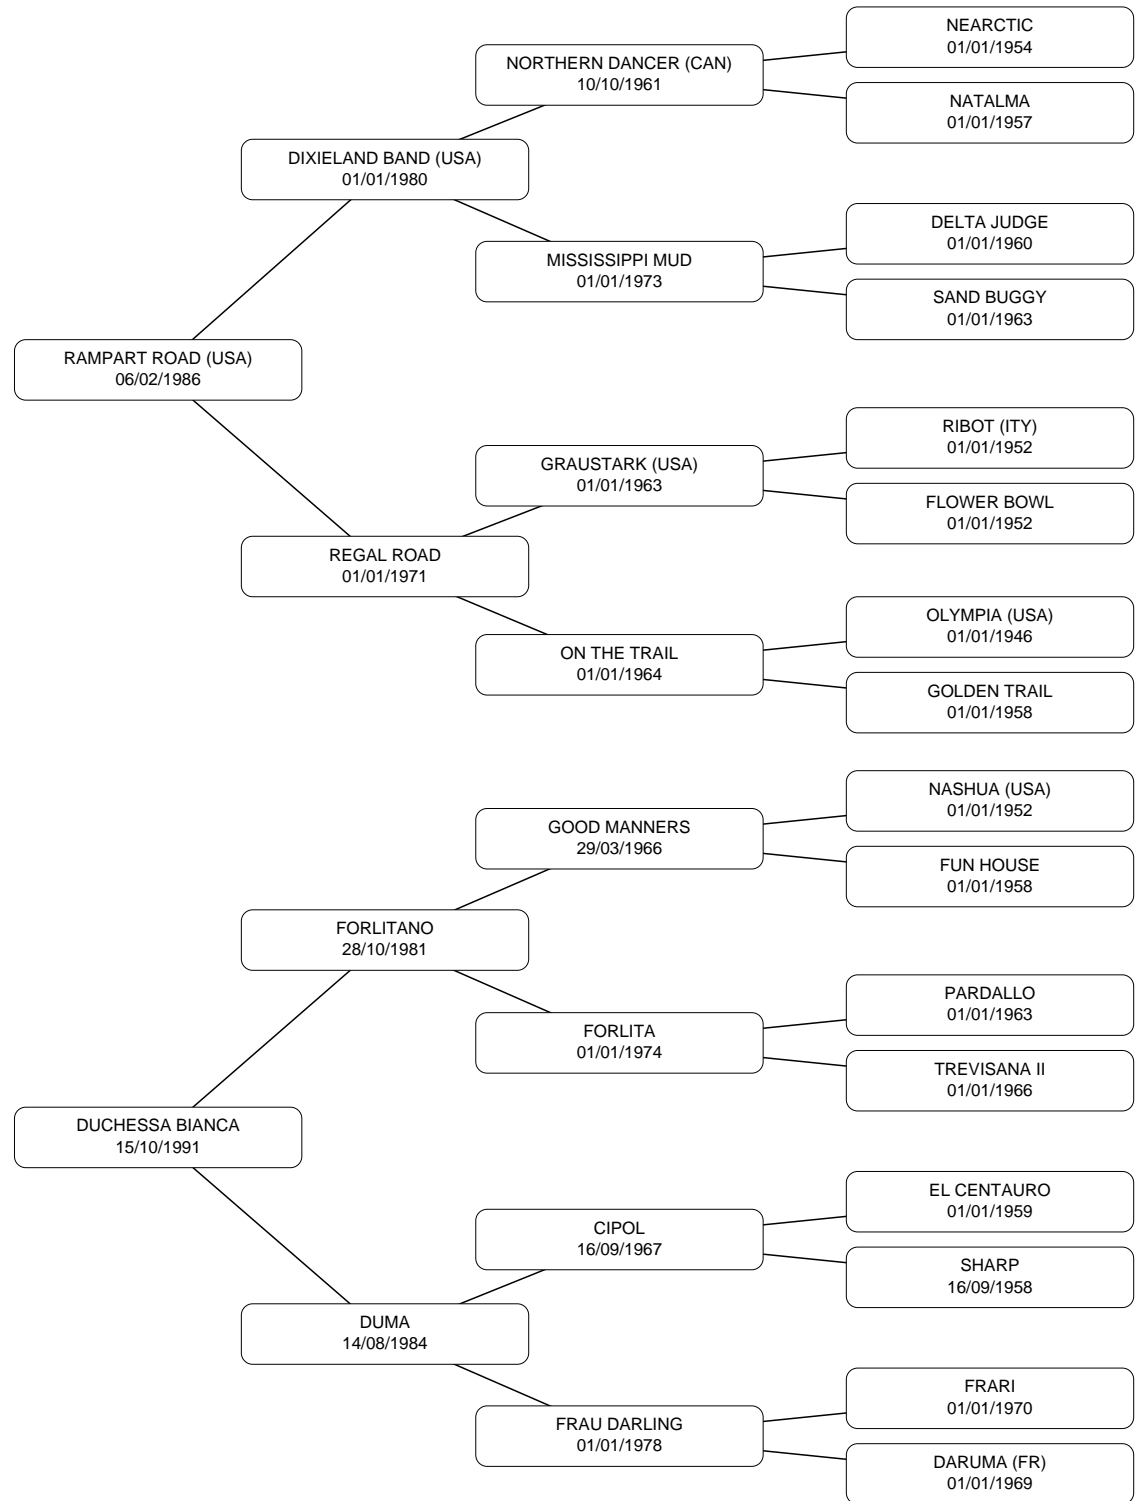 NEARCTIC
01/01/1954
NORTHERN DANCER (CAN)
10/10/1961
NATALMA
01/01/1957
DIXIELAND BAND (USA)
01/01/1980
DELTA JUDGE
01/01/1960
MISSISSIPPI MUD
01/01/1973
SAND BUGGY
01/01/1963
RAMPART ROAD (USA)
06/02/1986
RIBOT (ITY)
01/01/1952
GRAUSTARK (USA)
01/01/1963
FLOWER BOWL
01/01/1952
REGAL ROAD
01/01/1971
OLYMPIA (USA)
01/01/1946
ON THE TRAIL
01/01/1964
GOLDEN TRAIL
01/01/1958
NASHUA (USA)
01/01/1952
GOOD MANNERS
29/03/1966
FUN HOUSE
01/01/1958
FORLITANO
28/10/1981
PARDALLO
01/01/1963
FORLITA
01/01/1974
TREVISANA II
01/01/1966
DUCHESSA BIANCA
15/10/1991
EL CENTAURO
01/01/1959
CIPOL
16/09/1967
SHARP
16/09/1958
DUMA
14/08/1984
FRARI
01/01/1970
FRAU DARLING
01/01/1978
DARUMA (FR)
01/01/1969